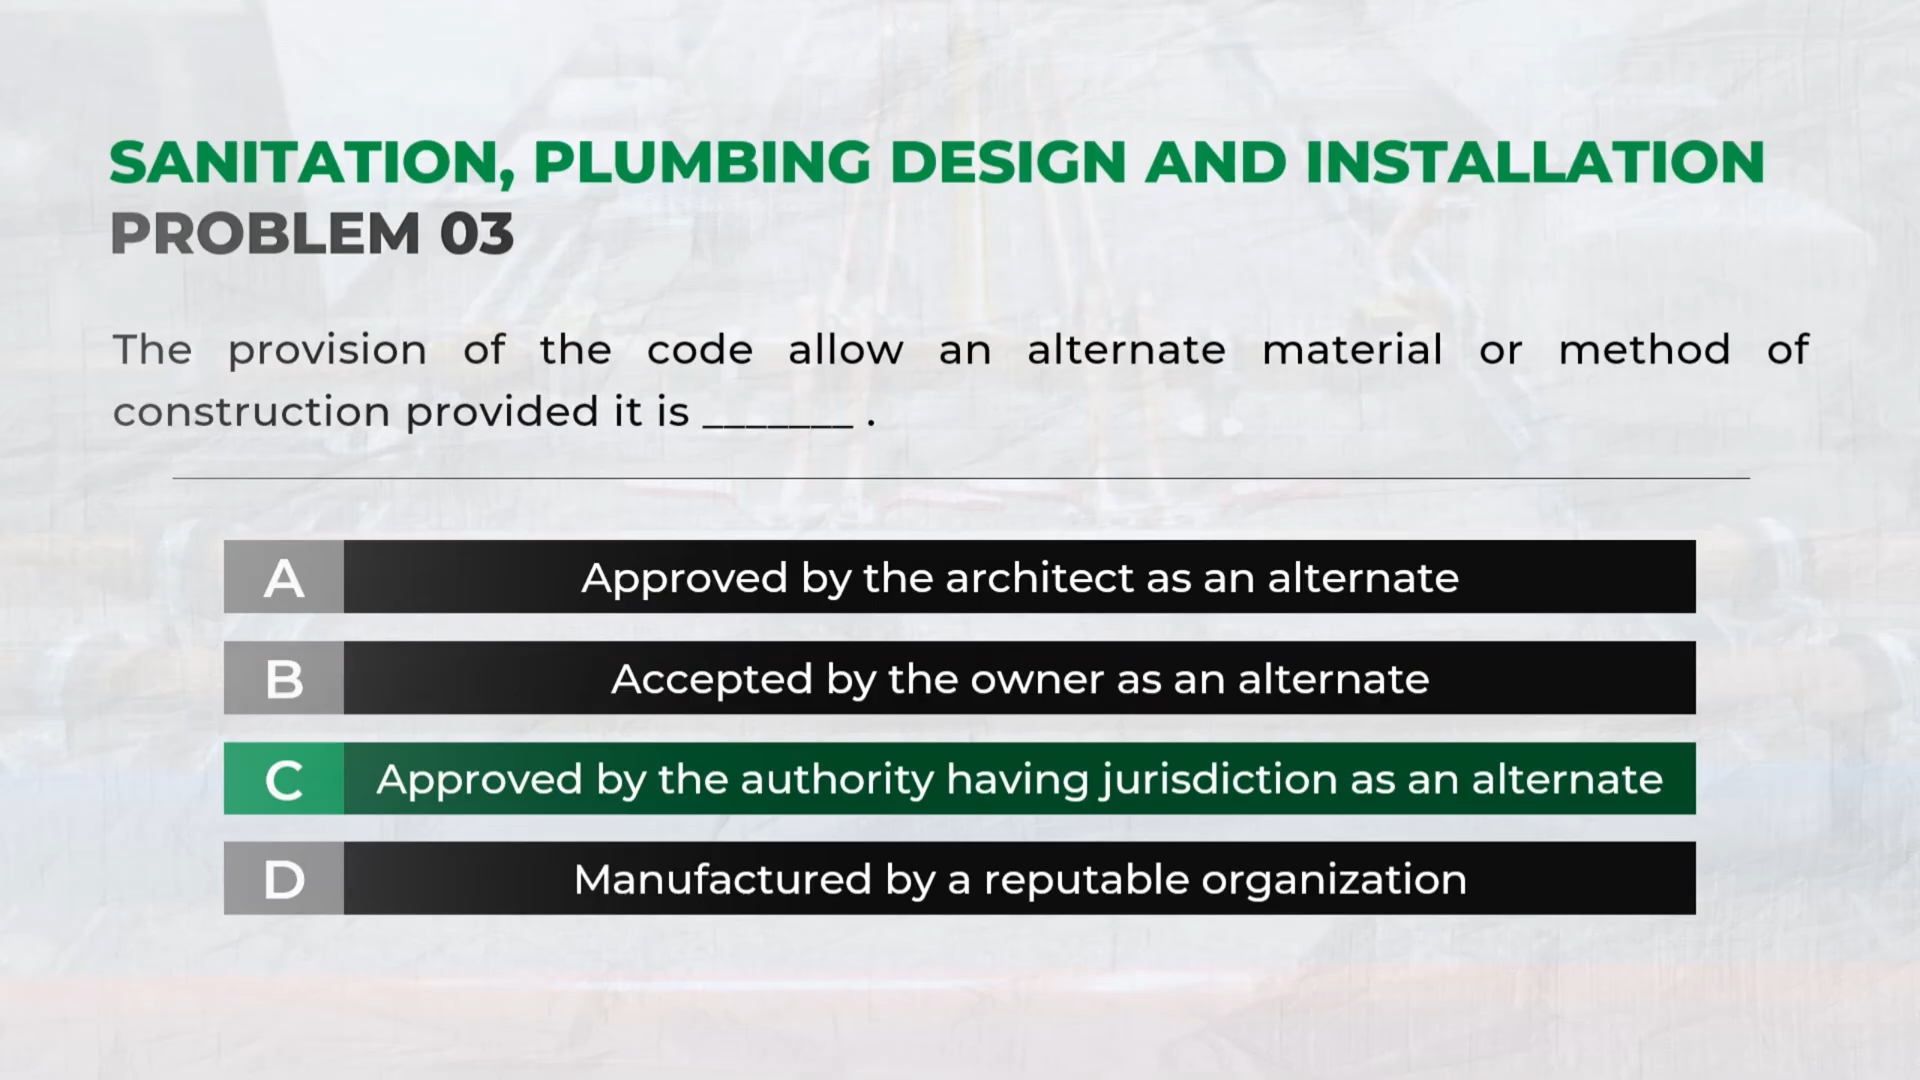 SANITATION, PLUMBING DESIGN AND INSTALLATION
PROBLEM 03
The provision of the code allow an alternate material or method of
construction provided it is _______ .
A Approved by the architect as an alternate
B Accepted by the owner as an alternate
C Approved by the authority having jurisdiction as an alternate
D Manufactured by a reputable organization